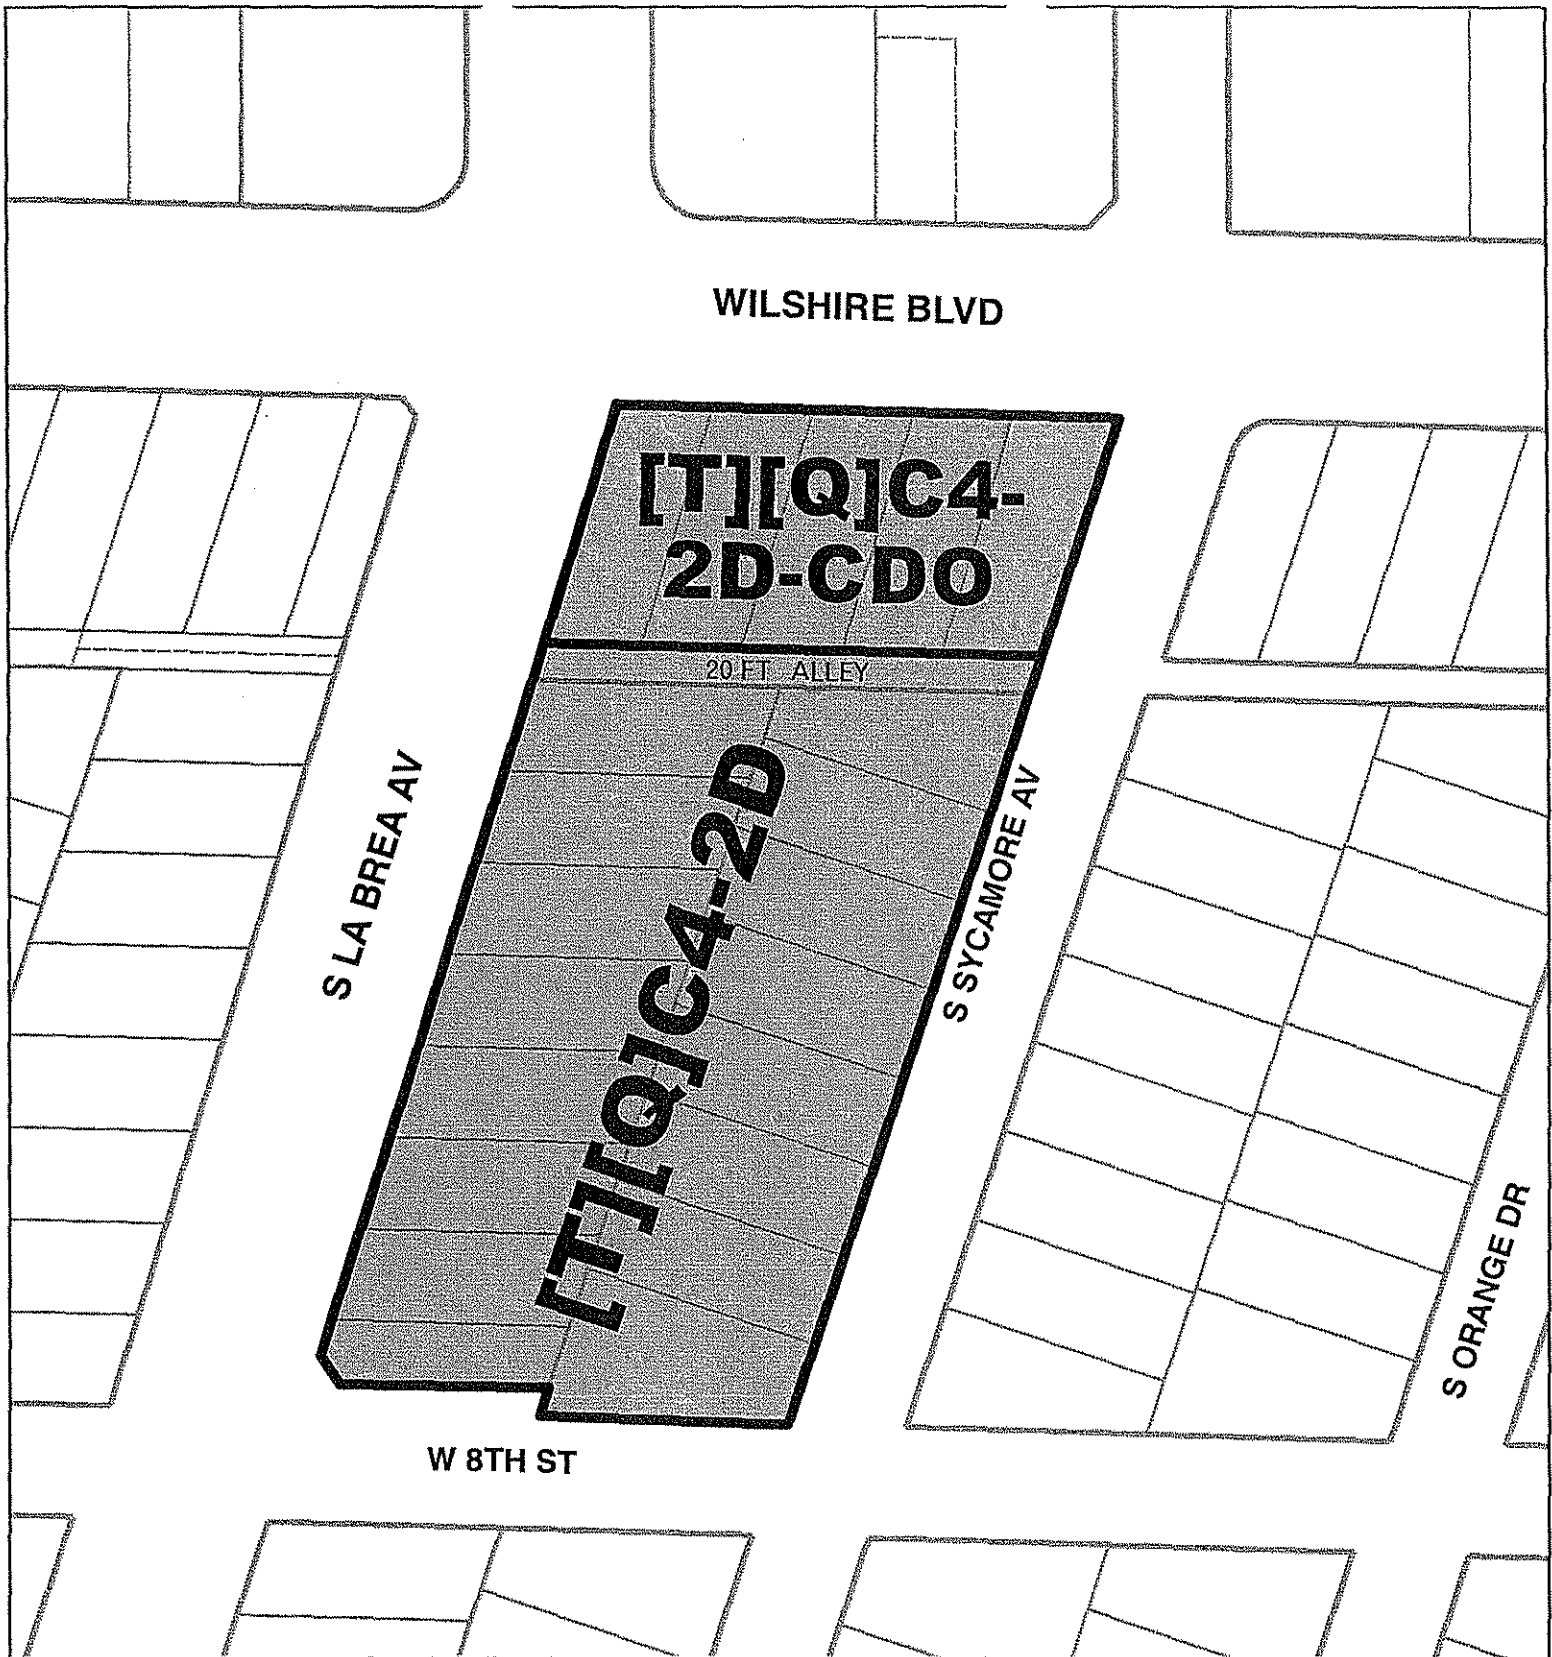 WILSHIRE BLVD
[T][Q]C4-
2D-CDO
20 FT ALLEY
[T][Q]C4-2D
S LA BREA AV
S SYCAMORE AV
S ORANGE DR
W 8TH ST